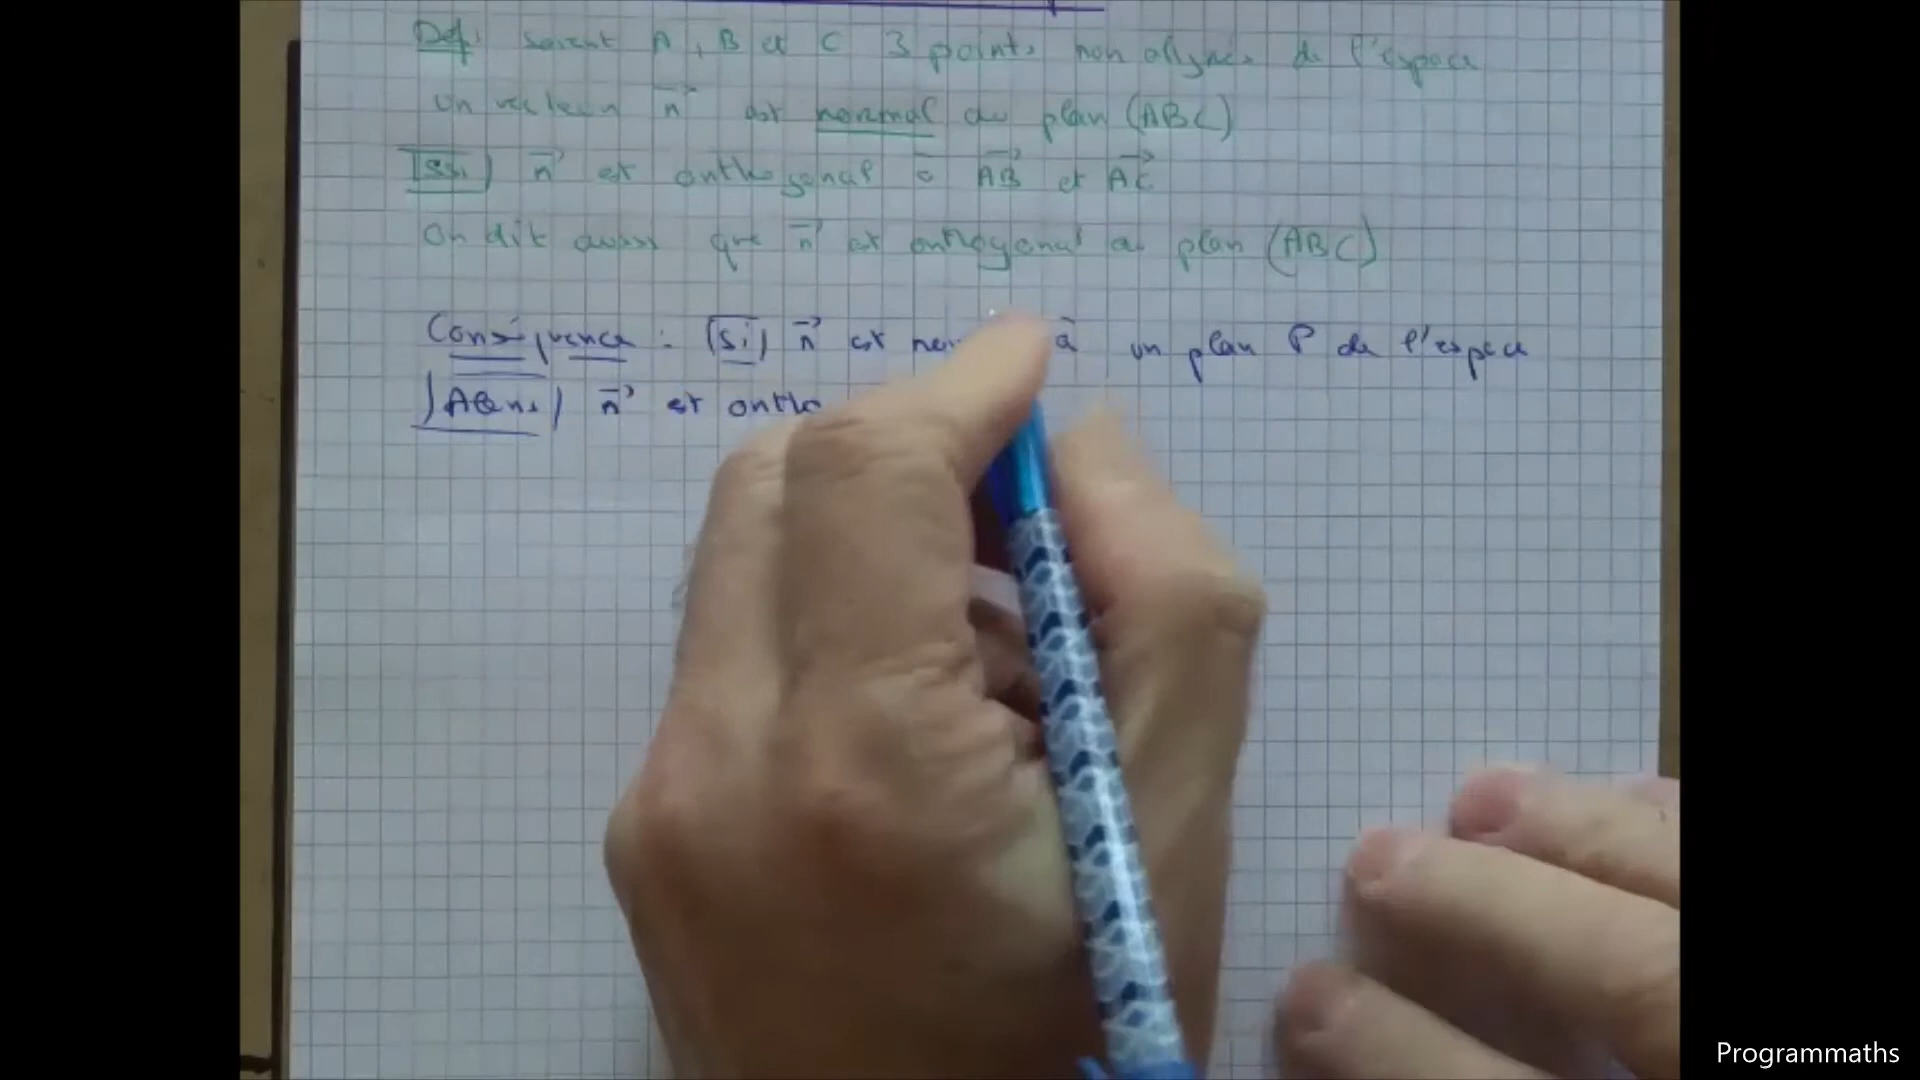 Def: Soient A, B et C 3 points non alignés de l'espace
Un vecteur n⃗ est normal au plan (ABC)
ssi n⃗ est orthogonal à AB⃗ et AC⃗
On dit aussi que n⃗ est orthogonal au plan (ABC)
Conséquence : Si n⃗ est à un plan P de l'espace
Alors n⃗ est ortho
Programmaths